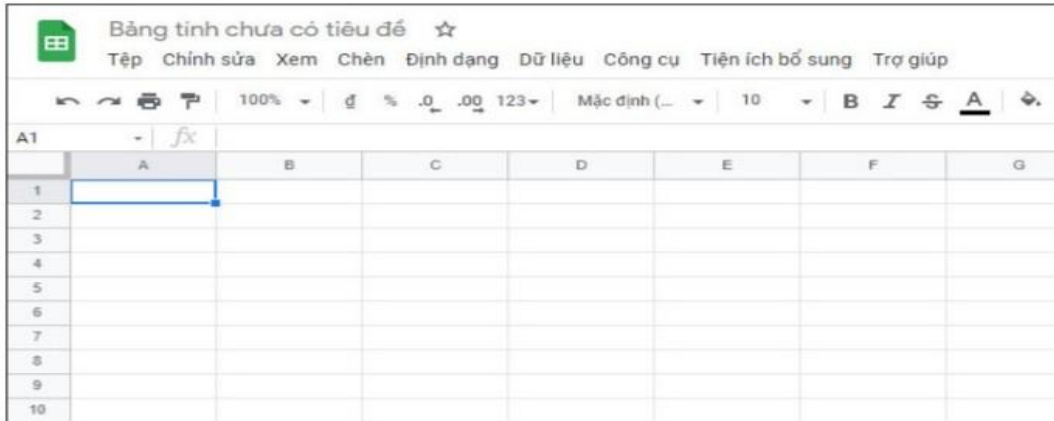 Bảng tính chưa có tiêu đề
Tệp Chỉnh sửa Xem Chèn Định dạng Dữ liệu Công cụ Tiện ích bổ sung Trợ giúp
100% đ % .0 .00 123 Mặc định (... 10 B I S A
A1 fx
A B C D E F G
1
2
3
4
5
6
7
8
9
10